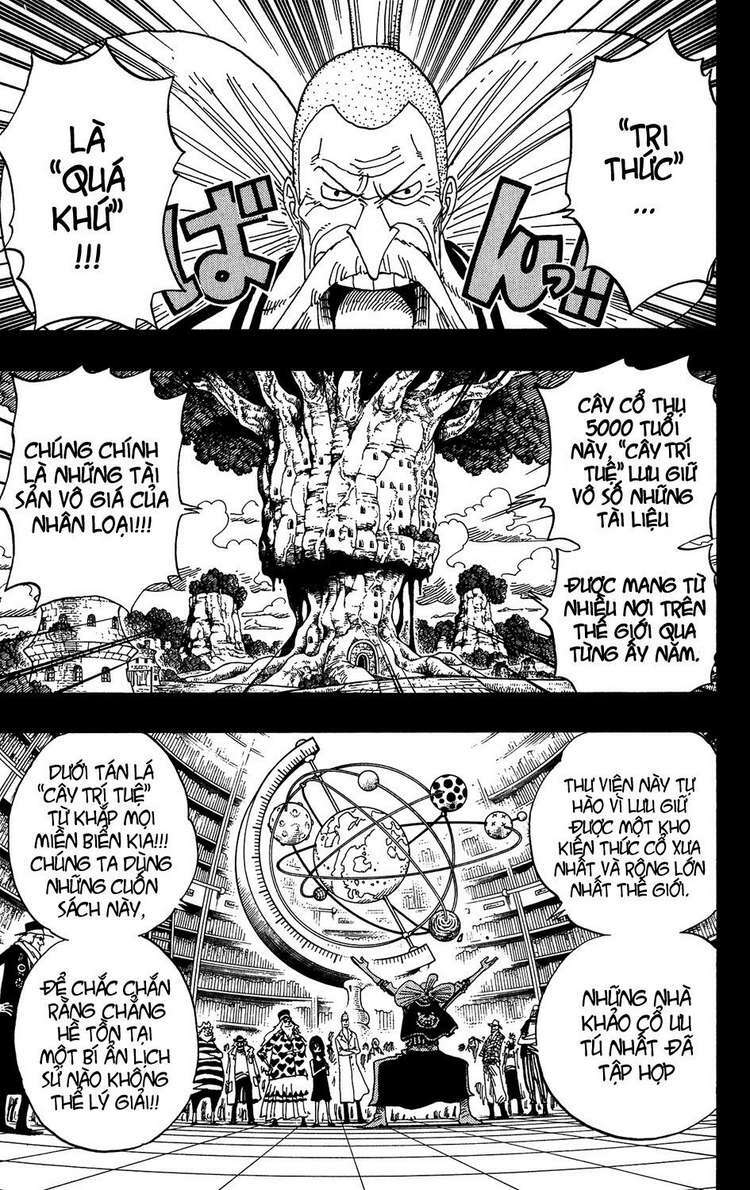 "TRI
THỨC"
...
LÀ
"QUÁ
KHỨ"
!!!
ばんっ!!!
CÂY CỔ THỤ
5000 TUỔI
NÀY, "CÂY TRÍ
TUỆ" LƯU GIỮ
VÔ SỐ NHỮNG
TÀI LIỆU
ĐƯỢC MANG TỪ
NHIỀU NƠI TRÊN
THẾ GIỚI QUA
TỪNG ẤY NĂM.
CHÚNG CHÍNH
LÀ NHỮNG TÀI
SẢN VÔ GIÁ CỦA
NHÂN LOẠI!!!
THƯ VIỆN NÀY TỰ
HÀO VÌ LƯU GIỮ
ĐƯỢC MỘT KHO
KIẾN THỨC CỔ XƯA
NHẤT VÀ RỘNG LỚN
NHẤT THẾ GIỚI.
NHỮNG NHÀ
KHẢO CỔ ƯU
TÚ NHẤT ĐÃ
TẬP HỢP
DƯỚI TÁN LÁ
"CÂY TRÍ TUỆ"
TỪ KHẮP MỌI
MIỀN BIỂN KIA!!!
CHÚNG TA DÙNG
NHỮNG CUỐN
SÁCH NÀY,
ĐỂ CHẮC CHẮN
RẰNG CHẲNG
HỀ TỒN TẠI
MỘT BÍ ẨN LỊCH
SỬ NÀO KHÔNG
THỂ LÝ GIẢI!!